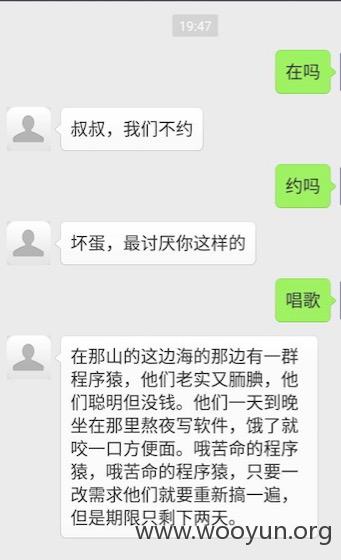 19:47
在吗
叔叔，我们不约
约吗
坏蛋，最讨厌你这样的
唱歌
在那山的这边海的那边有一群
程序猿，他们老实又腼腆，他
们聪明但没钱。他们一天到晚
坐在那里熬夜写软件，饿了就
咬一口方便面。哦苦命的程序
猿，哦苦命的程序猿，只要一
改需求他们就要重新搞一遍，
但是期限只剩下两天。
www.wooyun.org